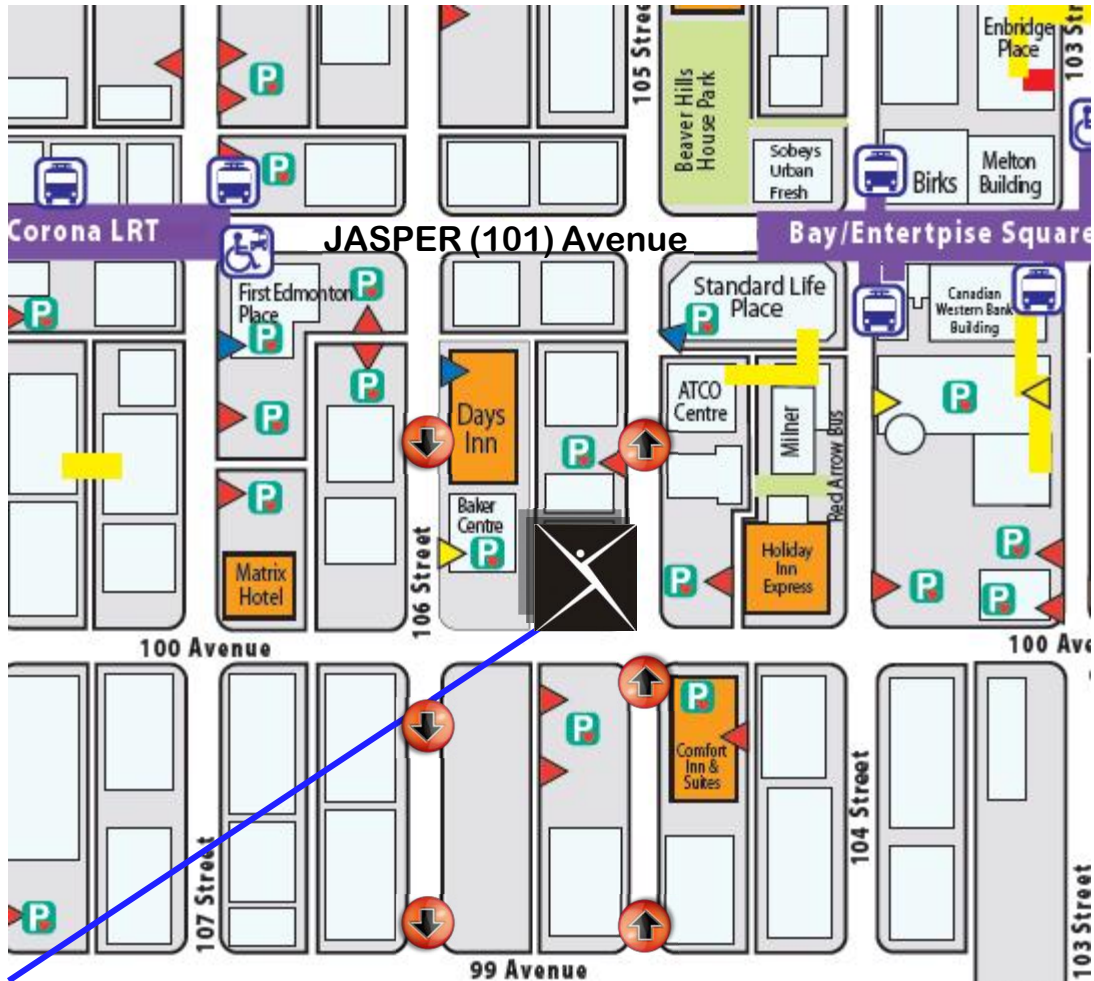 105 Stree
Enbridge
Place
103 Str
P
Beaver Hills
House Park
P
Sobeys
Urban
Fresh
Birks
Melton
Building
Corona LRT
JASPER (101) Avenue
Bay/Entertpise Square
First Edmonton
Place
P
P
P
Standard Life
Place
P
Canadian
Western Bank
Building
P
Days
Inn
P
ATCO
Centre
Milner
Red Arrow Bus
P
P
P
P
Baker
Centre
P
106 Street
Matrix
Hotel
P
Holiday
Inn
Express
P
P
P
100 Avenue
100 Ave
P
P
Comfort
Inn &
Suites
104 Street
107 Street
P
103 Street
99 Avenue